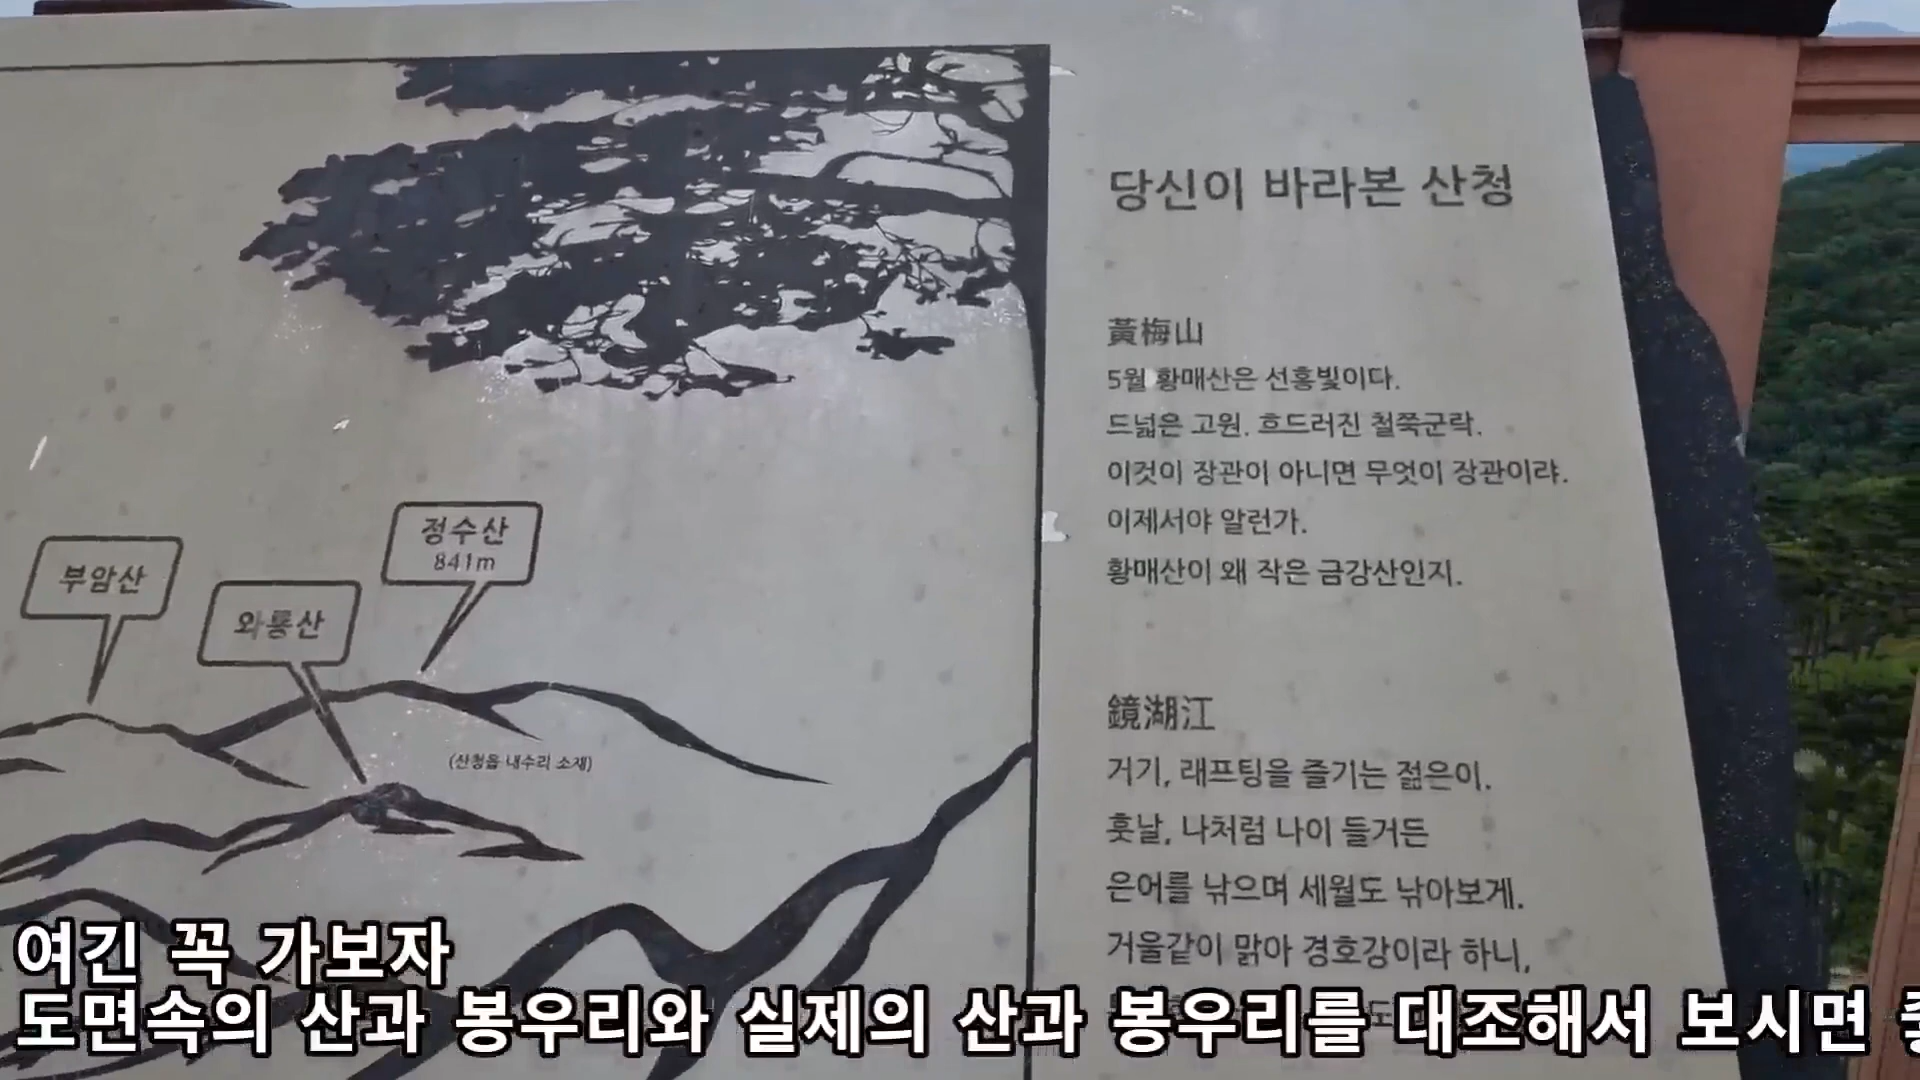 당신이 바라본 산청
黃梅山
5월 황매산은 선홍빛이다.
드넓은 고원. 흐드러진 철쭉군락.
이것이 장관이 아니면 무엇이 장관이랴.
이제서야 알련가.
황매산이 왜 작은 금강산인지.
鏡湖江
거기, 래프팅을 즐기는 젊은이.
훗날, 나처럼 나이 들거든
은어를 낚으며 세월도 낚아보게.
거울같이 맑아 경호강이라 하니,
정수산
841m
부암산
와룡산
(산청읍 내수리 소재)
여긴 꼭 가보자
도면속의 산과 봉우리와 실제의 산과 봉우리를 대조해서 보시면